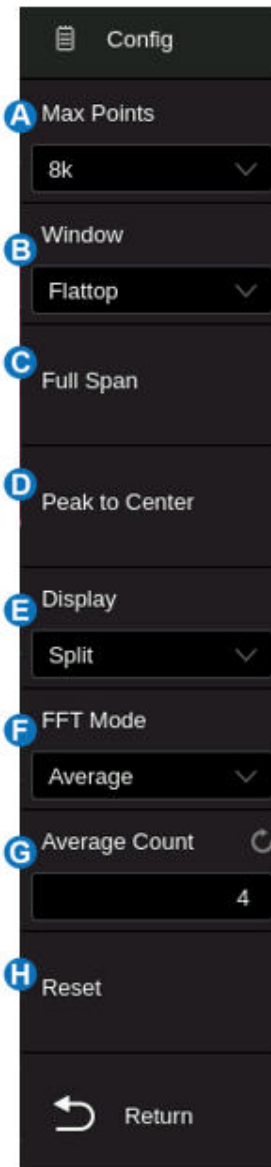 Config
A Max Points
8k
B Window
Flattop
C Full Span
D Peak to Center
E Display
Split
F FFT Mode
Average
G Average Count
4
H Reset
Return